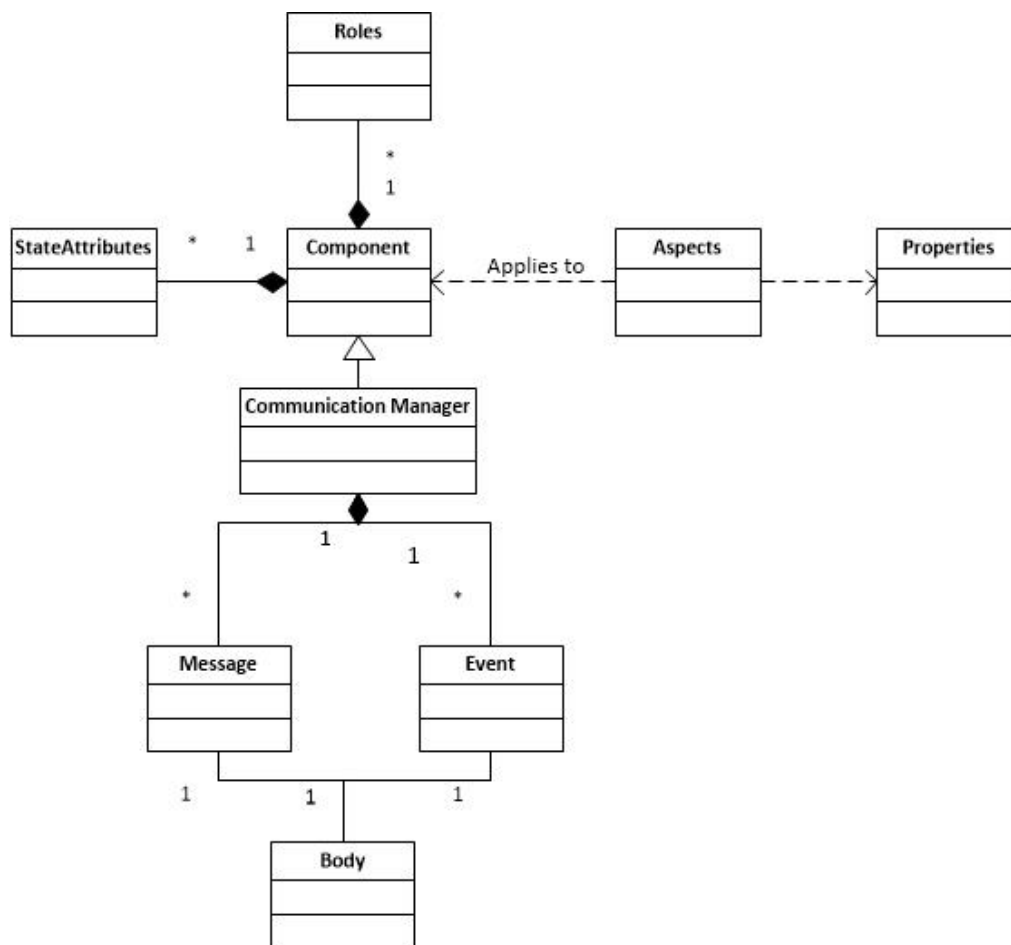 Roles
*
1
StateAttributes
*
1
Component
Applies to
Aspects
Properties
Communication Manager
1
1
*
*
Message
Event
1
1
1
Body